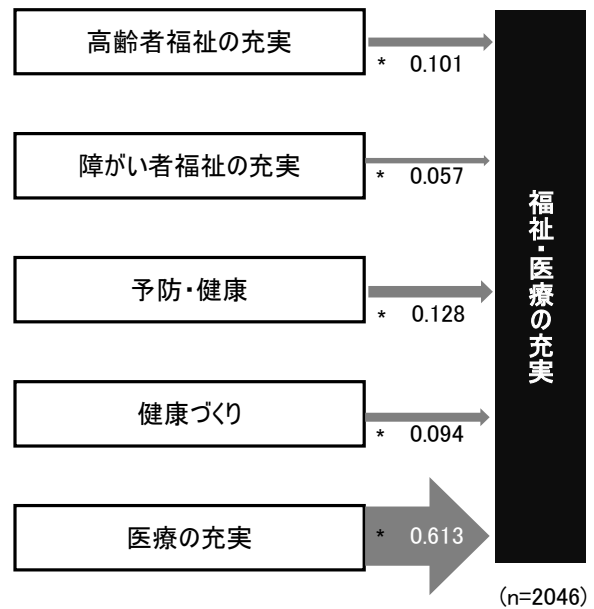 高齢者福祉の充実
* 0.101
障がい者福祉の充実
* 0.057
予防・健康
* 0.128
健康づくり
* 0.094
医療の充実
* 0.613
福祉・医療の充実
(n=2046)